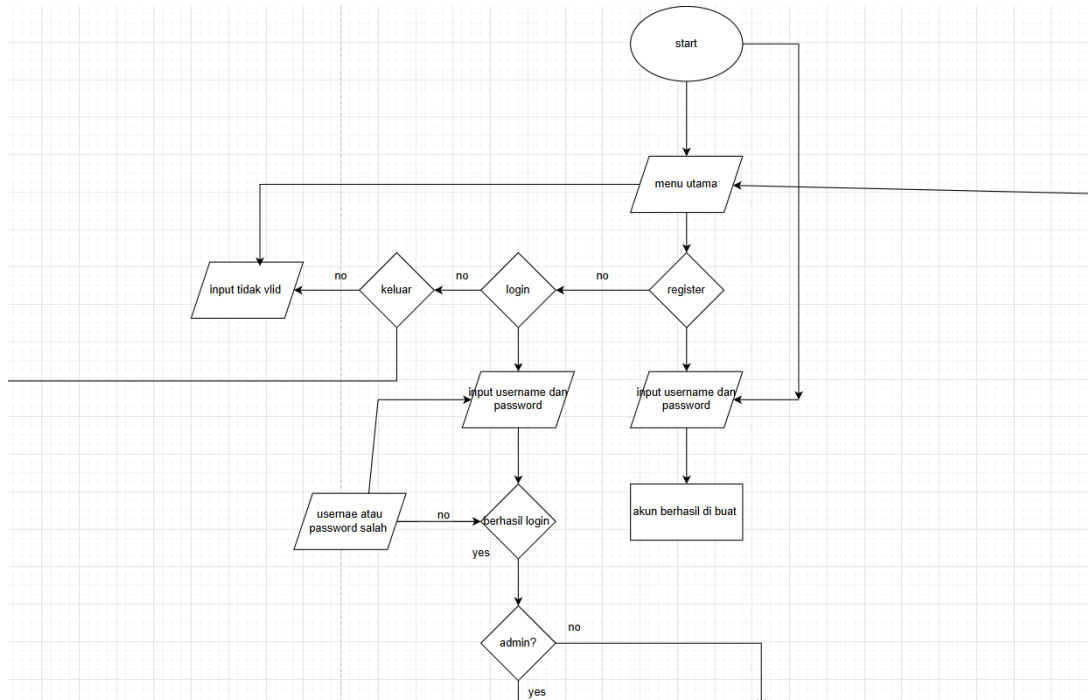 start
menu utama
input tidak vlid
no
keluar
no
login
no
register
input username dan
password
input username dan
password
usernae atau
password salah
no
berhasil login
akun berhasil di buat
yes
admin?
no
yes